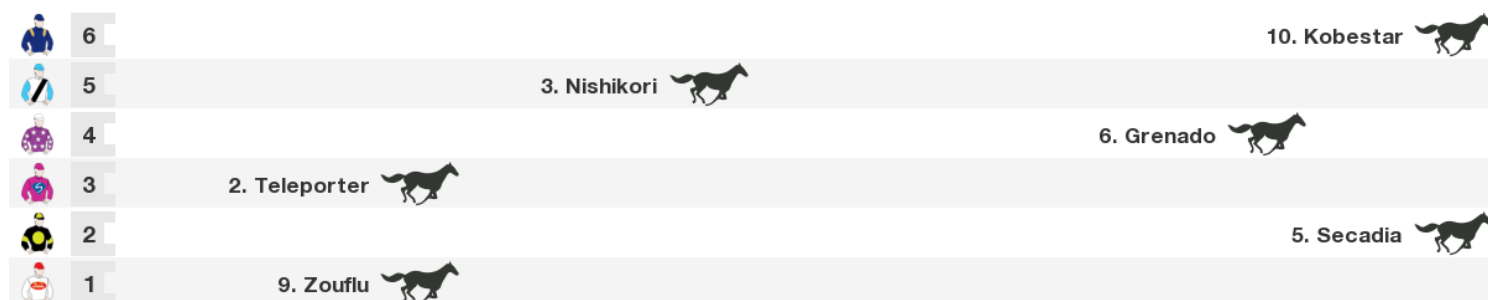 6 10. Kobestar
5 3. Nishikori
4 6. Grenado
3 2. Teleporter
2 5. Secadia
1 9. Zouflu